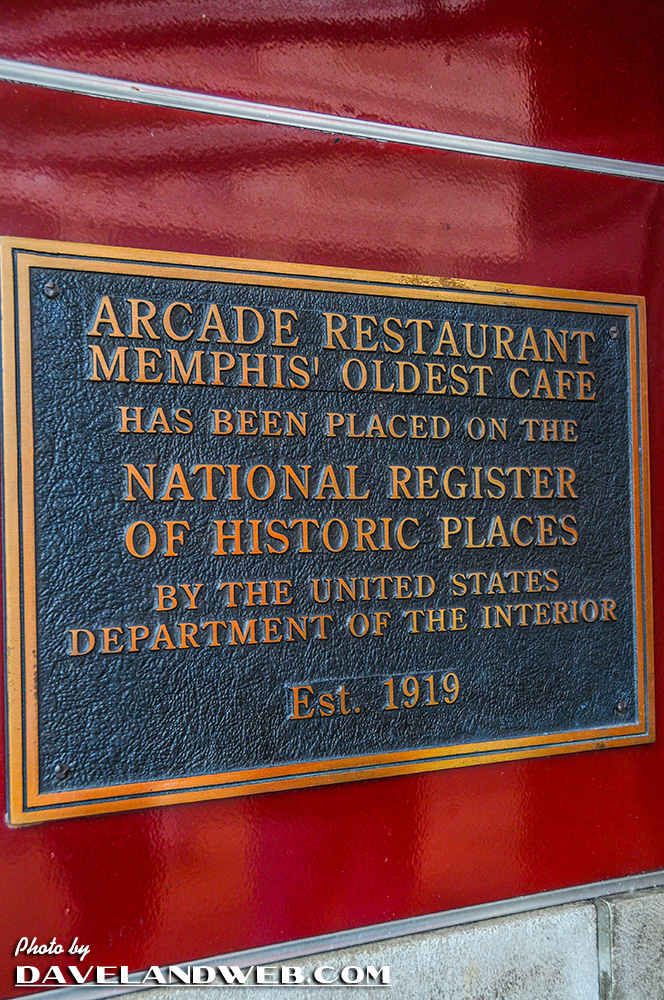 ARCADE RESTAURANT
MEMPHIS' OLDEST CAFE
HAS BEEN PLACED ON THE
NATIONAL REGISTER
OF HISTORIC PLACES
BY THE UNITED STATES
DEPARTMENT OF THE INTERIOR
Est. 1919
Photo by
DAVELANDWEB.COM